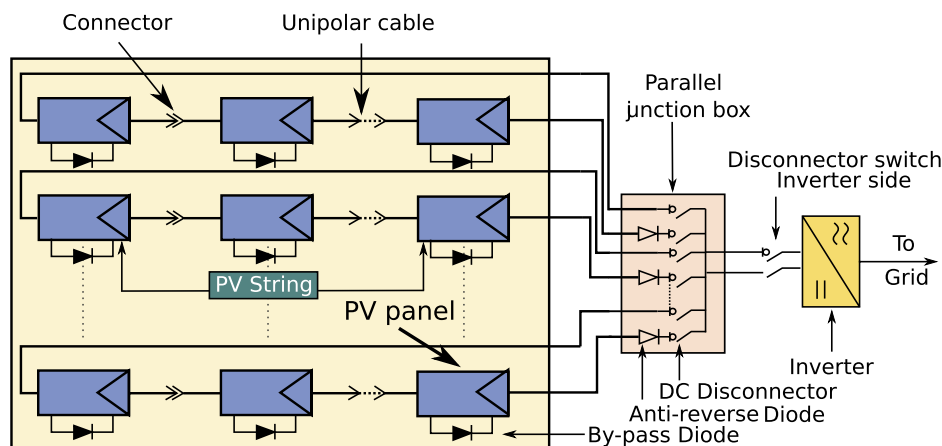 Connector
Unipolar cable
Parallel
junction box
Disconnector switch
Inverter side
To
Grid
PV String
PV panel
Inverter
DC Disconnector
Anti-reverse Diode
By-pass Diode